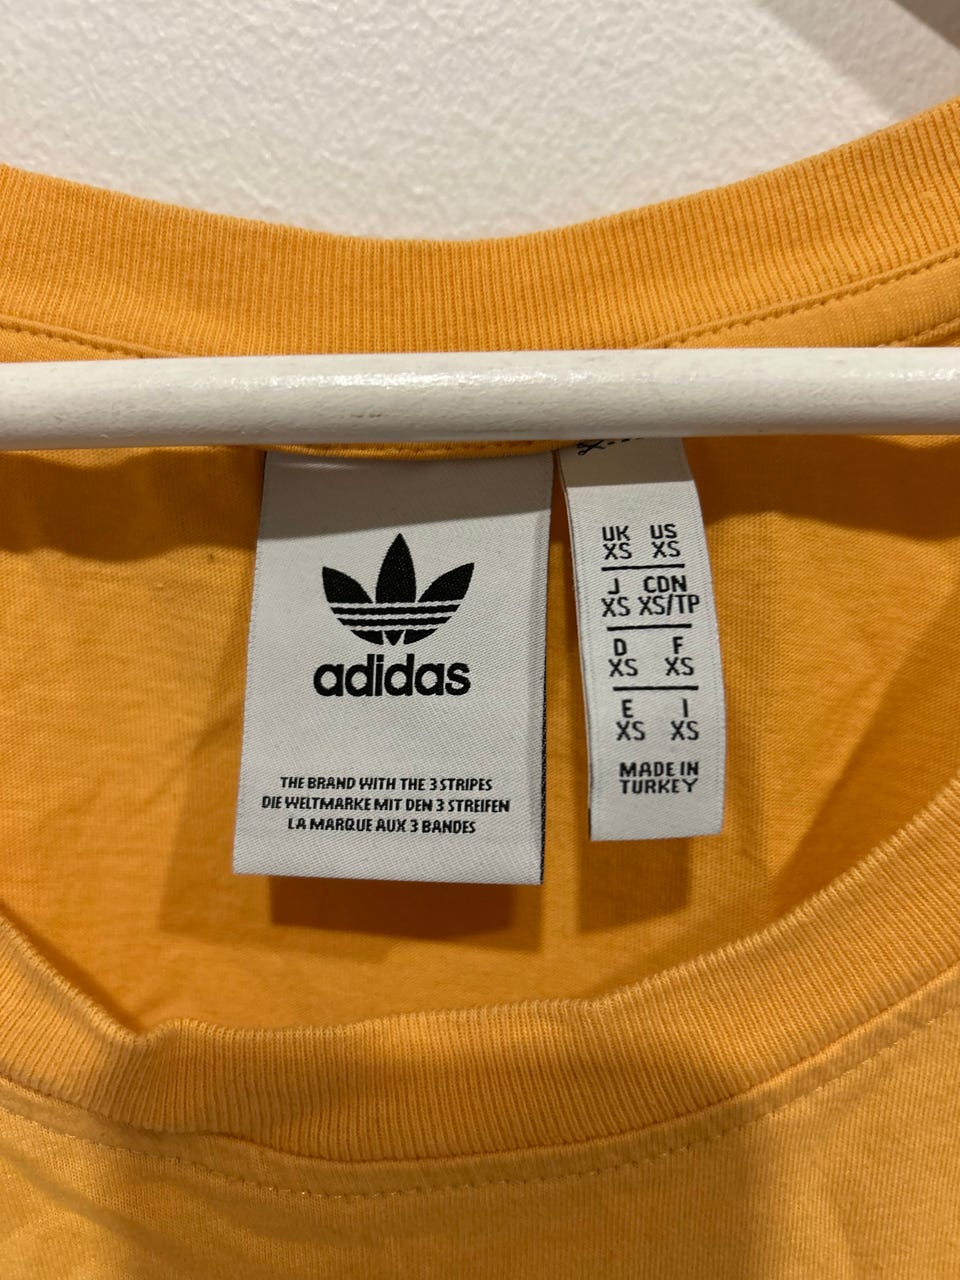 adidas
THE BRAND WITH THE 3 STRIPES
DIE WELTMARKE MIT DEN 3 STREIFEN
LA MARQUE AUX 3 BANDES
UK US
XS XS
J CDN
XS XS/TP
D F
XS XS
E I
XS XS
MADE IN
TURKEY